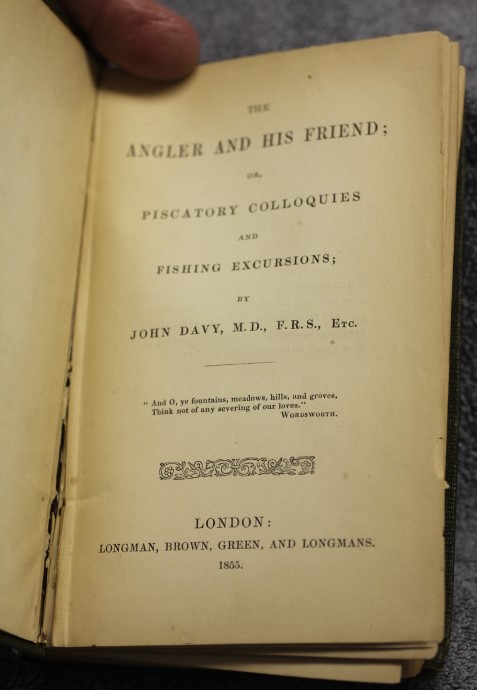 THE
ANGLER AND HIS FRIEND;
OR,
PISCATORY COLLOQUIES
AND
FISHING EXCURSIONS;
BY
JOHN DAVY, M.D., F.R.S., ETC.
" And O, ye fountains, meadows, hills, and groves,
Think not of any severing of our loves."
WORDSWORTH.
LONDON:
LONGMAN, BROWN, GREEN, AND LONGMANS.
1855.